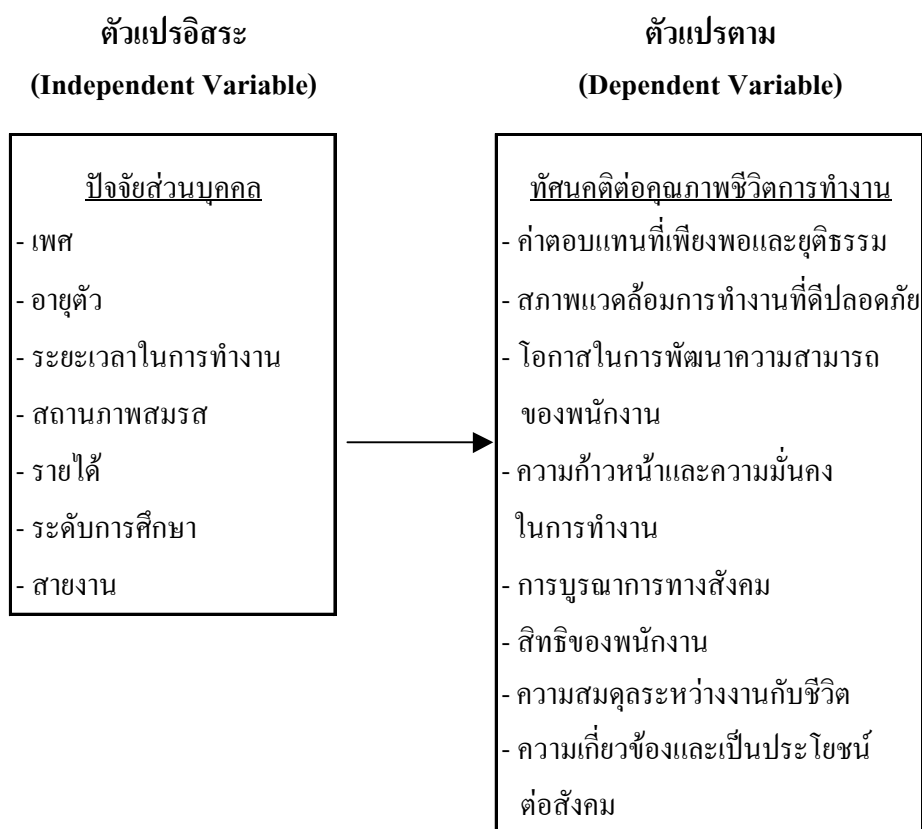 ตัวแปรอิสระ
(Independent Variable)
ปัจจัยส่วนบุคคล
- เพศ
- อายุตัว
- ระยะเวลาในการทำงาน
- สถานภาพสมรส
- รายได้
- ระดับการศึกษา
- สายงาน
ตัวแปรตาม
(Dependent Variable)
ทัศนคติต่อคุณภาพชีวิตการทำงาน
- ค่าตอบแทนที่เพียงพอและยุติธรรม
- สภาพแวดล้อมการทำงานที่ดีปลอดภัย
- โอกาสในการพัฒนาความสามารถ
ของพนักงาน
- ความก้าวหน้าและความมั่นคง
ในการทำงาน
- การบูรณาการทางสังคม
- สิทธิของพนักงาน
- ความสมดุลระหว่างงานกับชีวิต
- ความเกี่ยวข้องและเป็นประโยชน์
ต่อสังคม